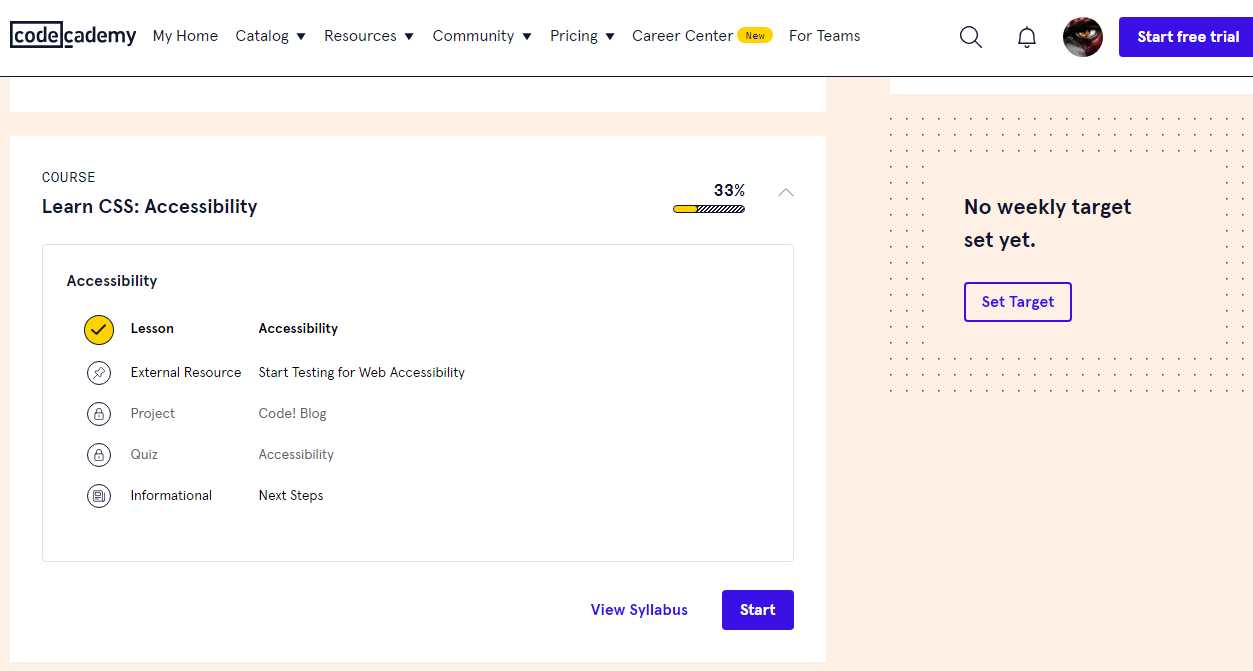 codecademy My Home Catalog Resources Community Pricing Career Center New For Teams Start free trial
COURSE
Learn CSS: Accessibility
33%
Accessibility
Lesson Accessibility
External Resource Start Testing for Web Accessibility
Project Code! Blog
Quiz Accessibility
Informational Next Steps
View Syllabus Start
No weekly target
set yet.
Set Target